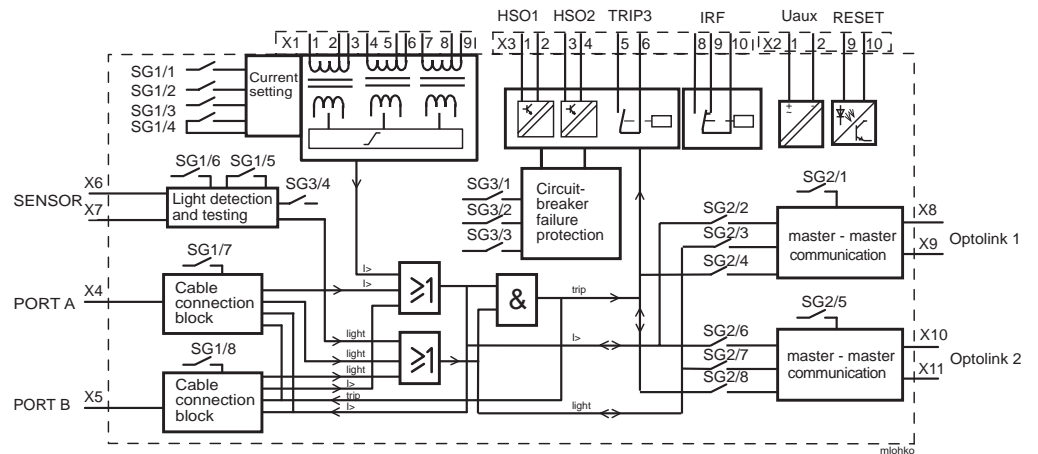 HSO1 HSO2 TRIP3 IRF Uaux RESET
X1 1 2 3 4 5 6 7 8 9
X3 1 2 3 4 5 6 8 9 10 X2 1 2 9 10
SG1/1
SG1/2
SG1/3
SG1/4
Current
setting
SG1/6 SG1/5
X6
SENSOR
X7
Light detection
and testing
SG3/4
SG3/1
SG3/2
SG3/3
Circuit-
breaker
failure
protection
SG2/1
SG2/2
SG2/3
SG2/4
master - master
communication
X8
X9
Optolink 1
SG1/7
X4
PORT A
Cable
connection
block
I>
I>
≥1
&
trip
light
light
light
I>
trip
I>
≥1
I>
light
SG1/8
X5
PORT B
Cable
connection
block
SG2/5
SG2/6
SG2/7
SG2/8
master - master
communication
X10
X11
Optolink 2
mlohko